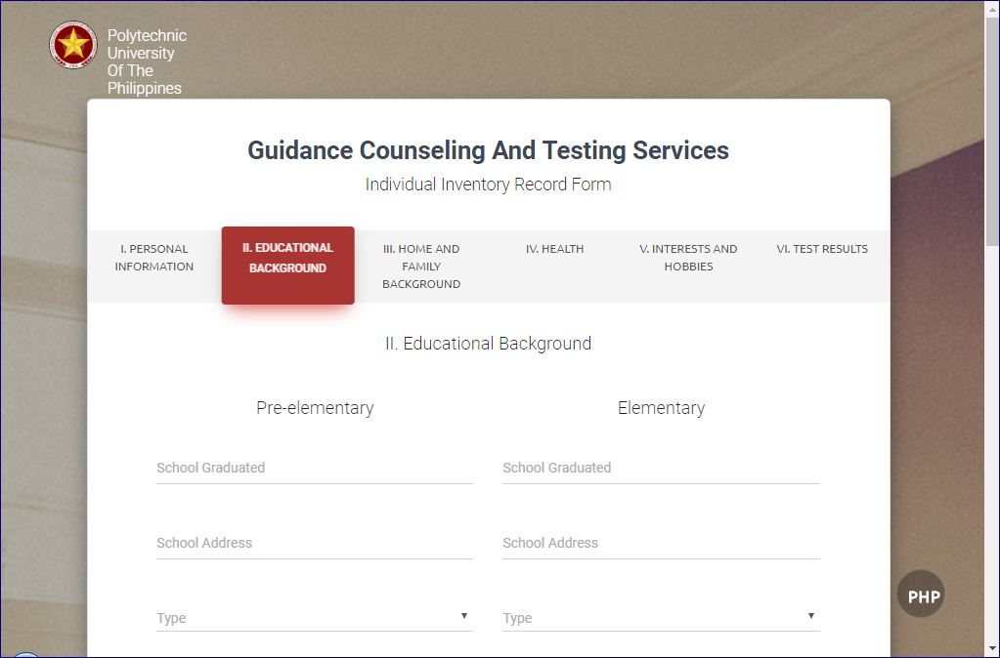 Polytechnic
University
Of The
Philippines
Guidance Counseling And Testing Services
Individual Inventory Record Form
I. PERSONAL
INFORMATION
II. EDUCATIONAL
BACKGROUND
III. HOME AND
FAMILY
BACKGROUND
IV. HEALTH
V. INTERESTS AND
HOBBIES
VI. TEST RESULTS
II. Educational Background
Pre-elementary
Elementary
School Graduated
School Graduated
School Address
School Address
Type
Type
PHP